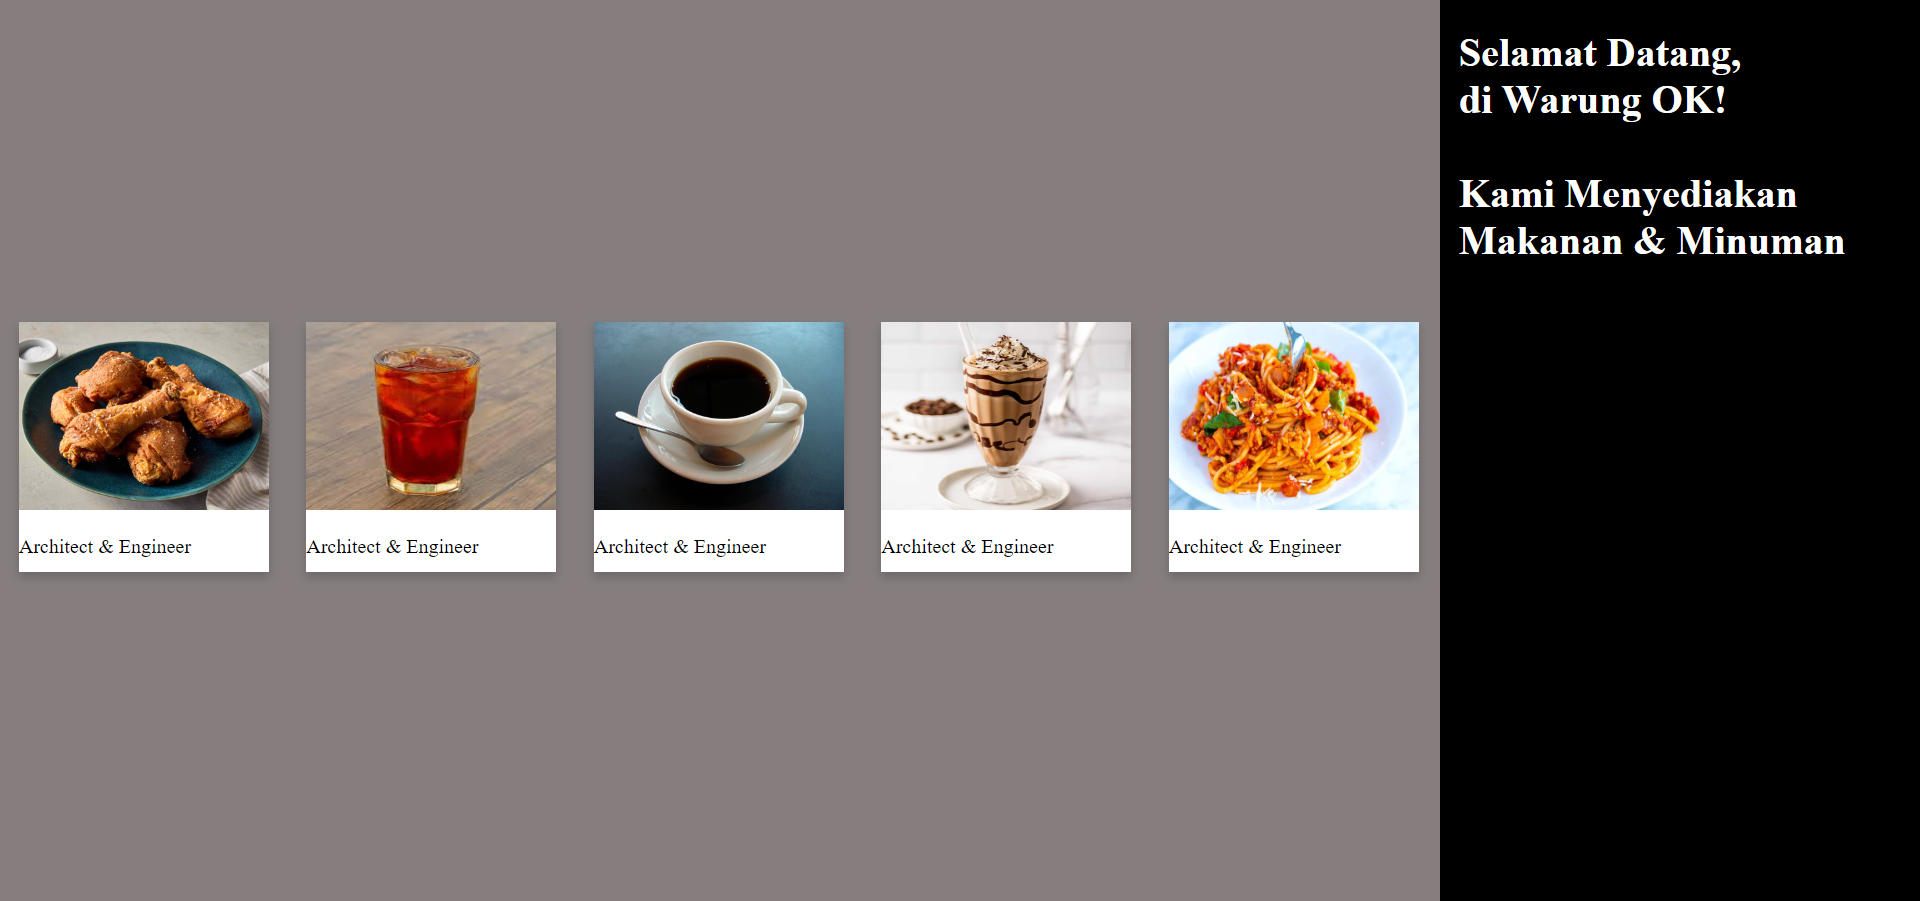 Selamat Datang,
di Warung OK!
Kami Menyediakan
Makanan & Minuman
Architect & Engineer
Architect & Engineer
Architect & Engineer
Architect & Engineer
Architect & Engineer